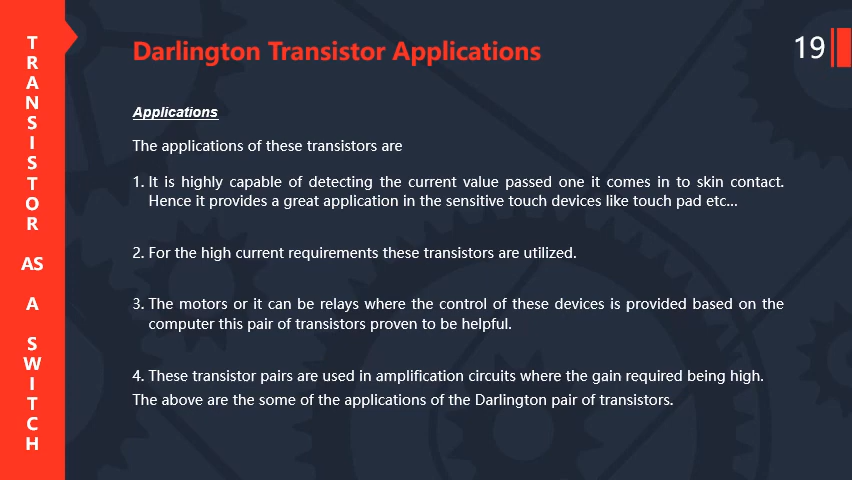 TRANSISTOR AS A SWITCH
Darlington Transistor Applications
19
Applications
The applications of these transistors are
1. It is highly capable of detecting the current value passed one it comes in to skin contact.
Hence it provides a great application in the sensitive touch devices like touch pad etc...
2. For the high current requirements these transistors are utilized.
3. The motors or it can be relays where the control of these devices is provided based on the
computer this pair of transistors proven to be helpful.
4. These transistor pairs are used in amplification circuits where the gain required being high.
The above are the some of the applications of the Darlington pair of transistors.